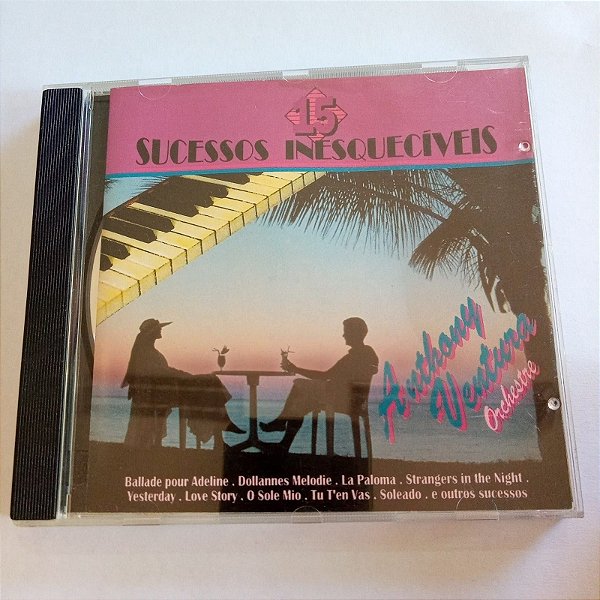 15
SUCESSOS INESQUECÍVEIS
Anthony
Ventura
Orchestre
Ballade pour Adeline . Dollannes Melodie . La Paloma . Strangers in the Night .
Yesterday . Love Story . O Sole Mio . Tu T'en Vas . Soleado . e outros sucessos